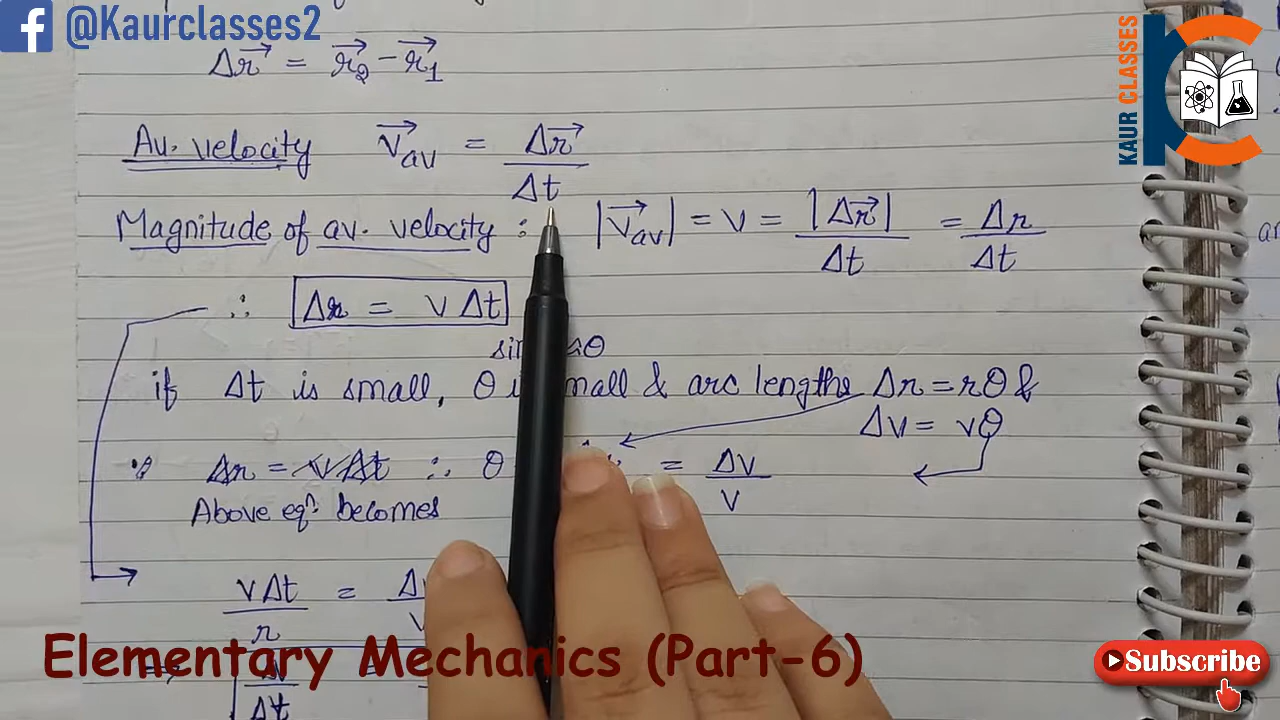 @Kaurclasses2
KAUR CLASSES
Δr⃗ = r⃗₂ − r⃗₁
Av. velocity v⃗av = Δr⃗ / Δt
Magnitude of av. velocity : |v⃗av| = v = |Δr⃗| / Δt = Δr / Δt
∴ Δr = v Δt
if Δt is small, θ is small & arc lengths Δr = rθ &
Δv = vθ
Δr = vΔt ∴ θ = Δv / v
Above eqⁿ becomes
vΔt / r =
Elementary Mechanics (Part-6)
Subscribe